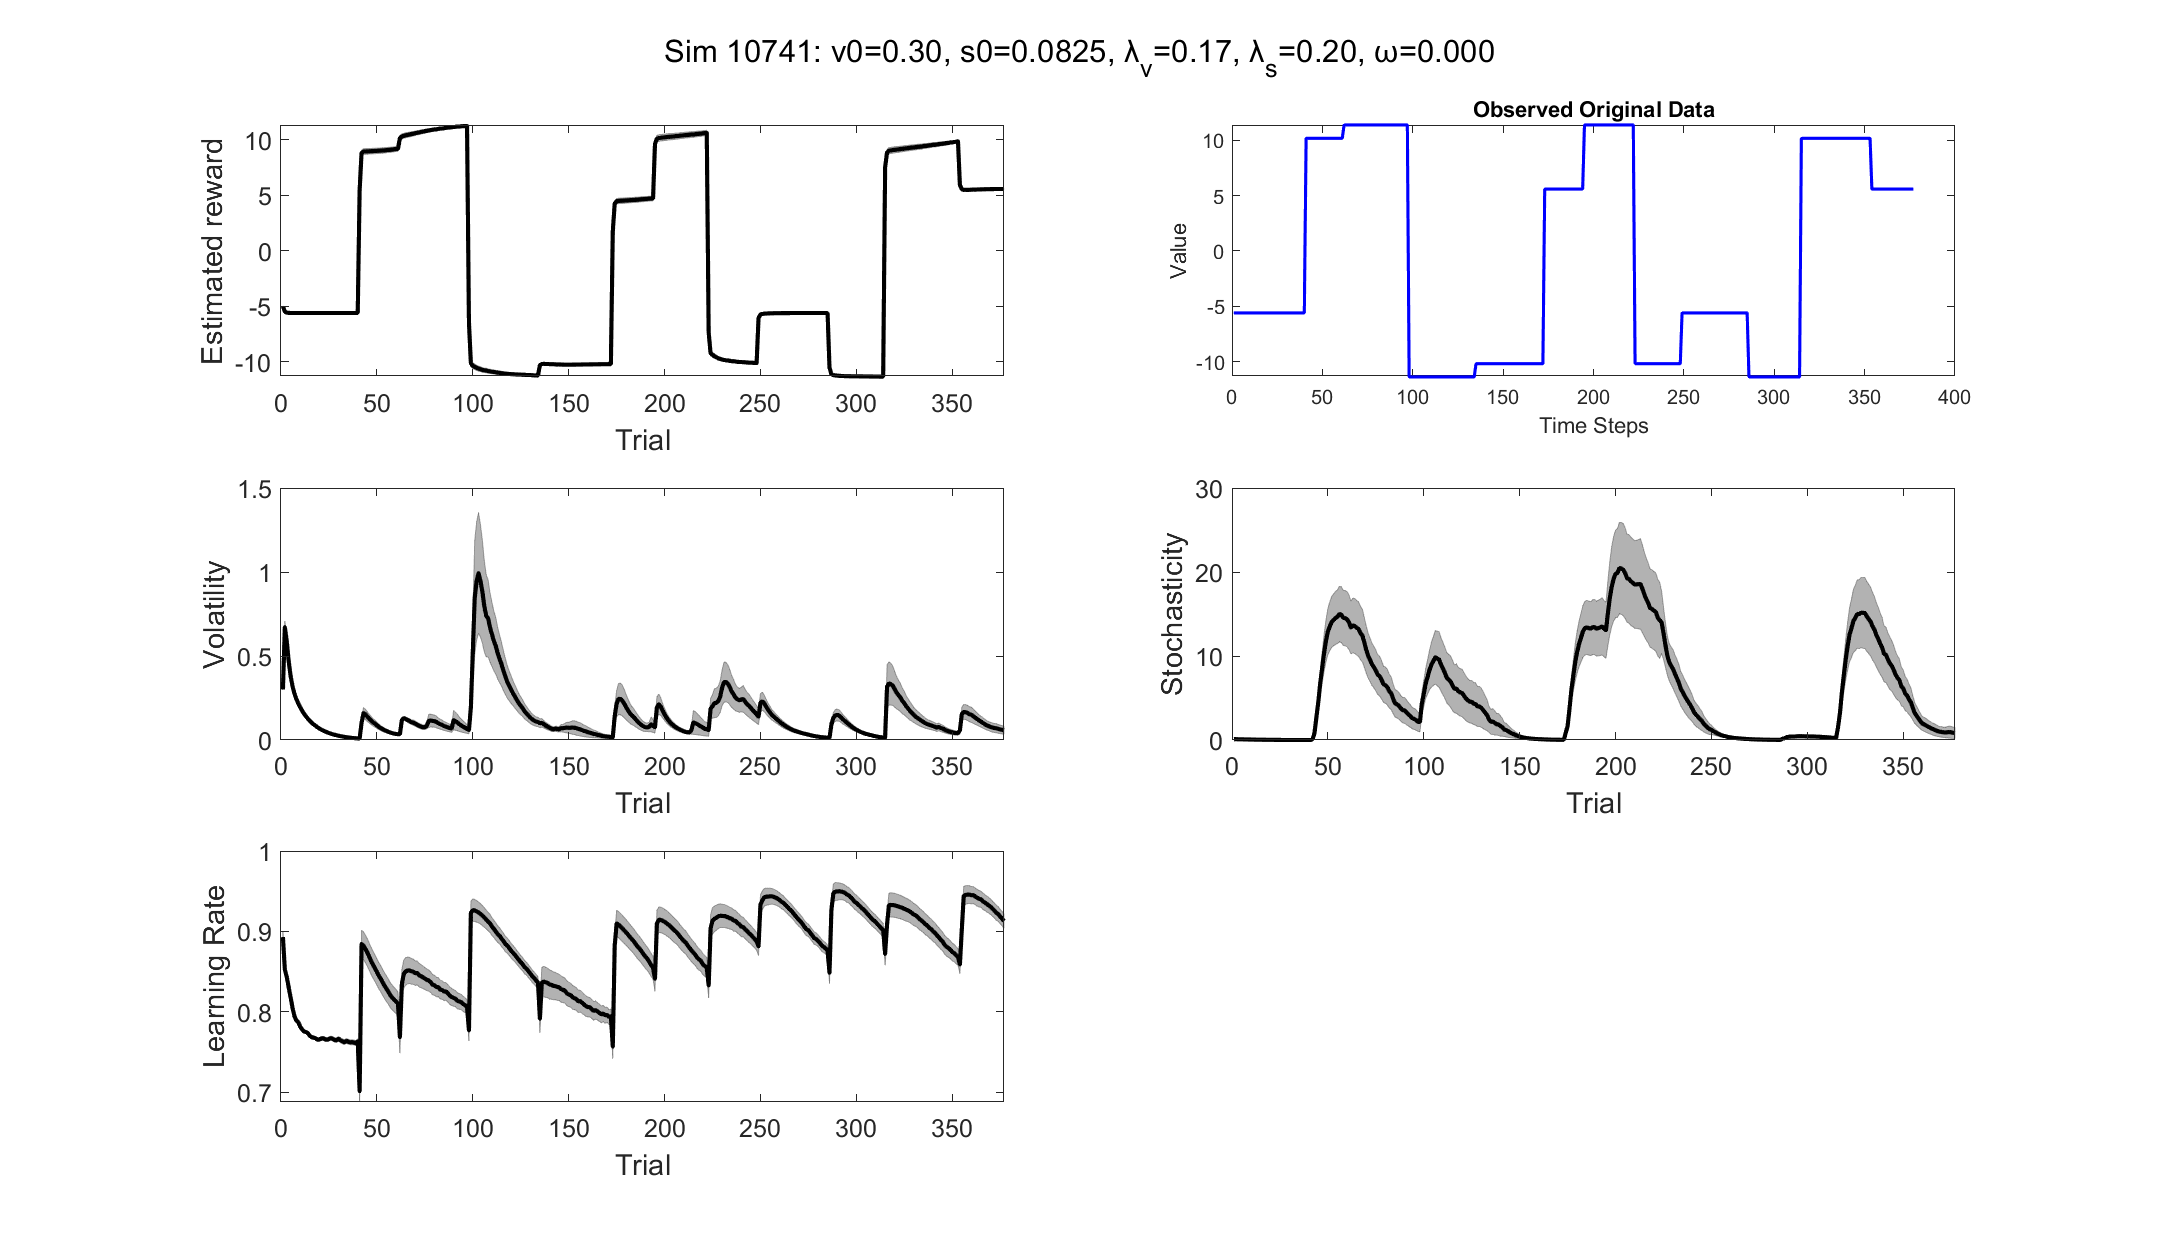 Sim 10741: v0=0.30, s0=0.0825, λv=0.17, λs=0.20, ω=0.000
Estimated reward
10
5
0
-5
-10
0 50 100 150 200 250 300 350
Trial
Observed Original Data
Value
10
5
0
-5
-10
0 50 100 150 200 250 300 350 400
Time Steps
Volatility
1.5
1
0.5
0
0 50 100 150 200 250 300 350
Trial
Stochasticity
30
20
10
0
0 50 100 150 200 250 300 350
Trial
Learning Rate
1
0.9
0.8
0.7
0 50 100 150 200 250 300 350
Trial